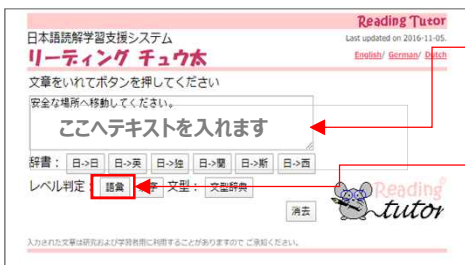 Reading Tutor
日本語読解学習支援システム
Last updated on 2016-11-05.
リーディング チュウ太
English/ German/ Dutch
文章をいれてボタンを押してください
安全な場所へ移動してください。
ここへテキストを入れます
辞書： 日->日 日->英 日->独 日->蘭 日->斯 日->西
レベル判定： 語彙 文型： 文型辞典
消去
Reading tutor
入力された文章は研究および学習者用に利用することがありますので ご承知ください。